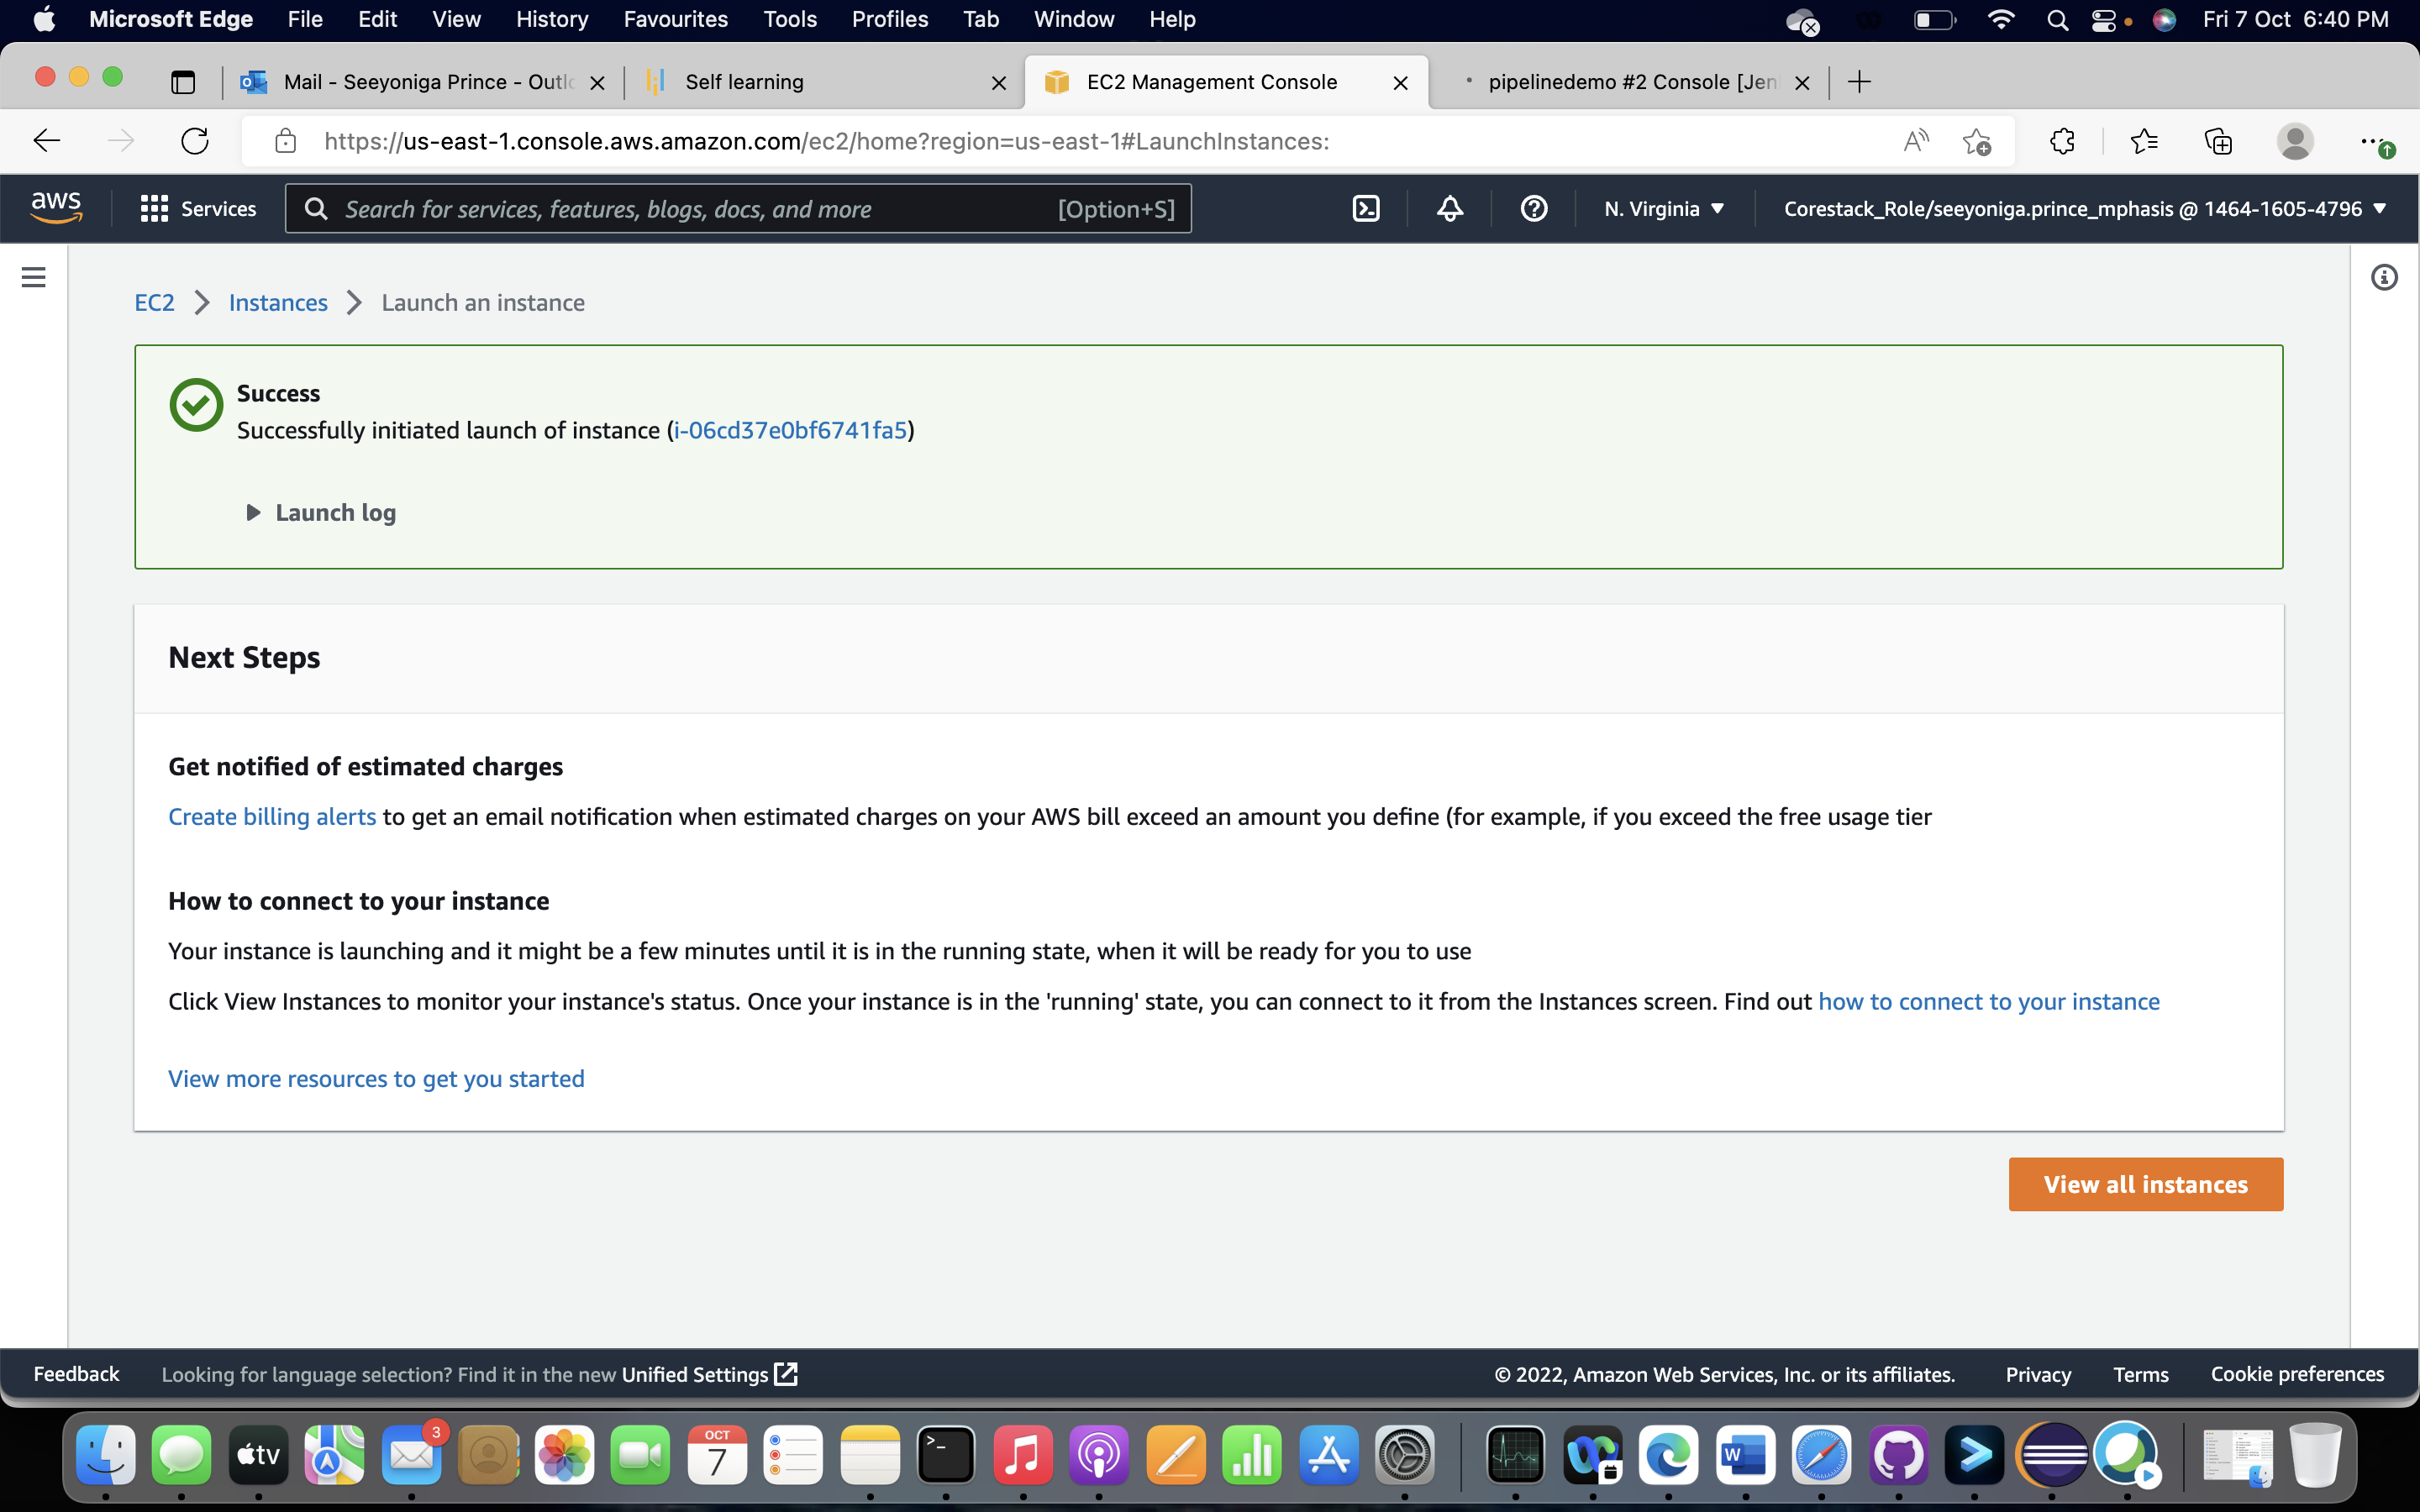 Microsoft Edge File Edit View History Favourites Tools Profiles Tab Window Help Fri 7 Oct 6:40 PM
Mail - Seeyoniga Prince - Outlo Self learning EC2 Management Console pipelinedemo #2 Console [Jen
https://us-east-1.console.aws.amazon.com/ec2/home?region=us-east-1#LaunchInstances:
aws Services Search for services, features, blogs, docs, and more [Option+S] N. Virginia Corestack_Role/seeyoniga.prince_mphasis @ 1464-1605-4796
EC2 Instances Launch an instance
Success
Successfully initiated launch of instance (i-06cd37e0bf6741fa5)
Launch log
Next Steps
Get notified of estimated charges
Create billing alerts to get an email notification when estimated charges on your AWS bill exceed an amount you define (for example, if you exceed the free usage tier
How to connect to your instance
Your instance is launching and it might be a few minutes until it is in the running state, when it will be ready for you to use
Click View Instances to monitor your instance's status. Once your instance is in the 'running' state, you can connect to it from the Instances screen. Find out how to connect to your instance
View more resources to get you started
View all instances
Feedback Looking for language selection? Find it in the new Unified Settings © 2022, Amazon Web Services, Inc. or its affiliates. Privacy Terms Cookie preferences
tv 3 OCT 7 W